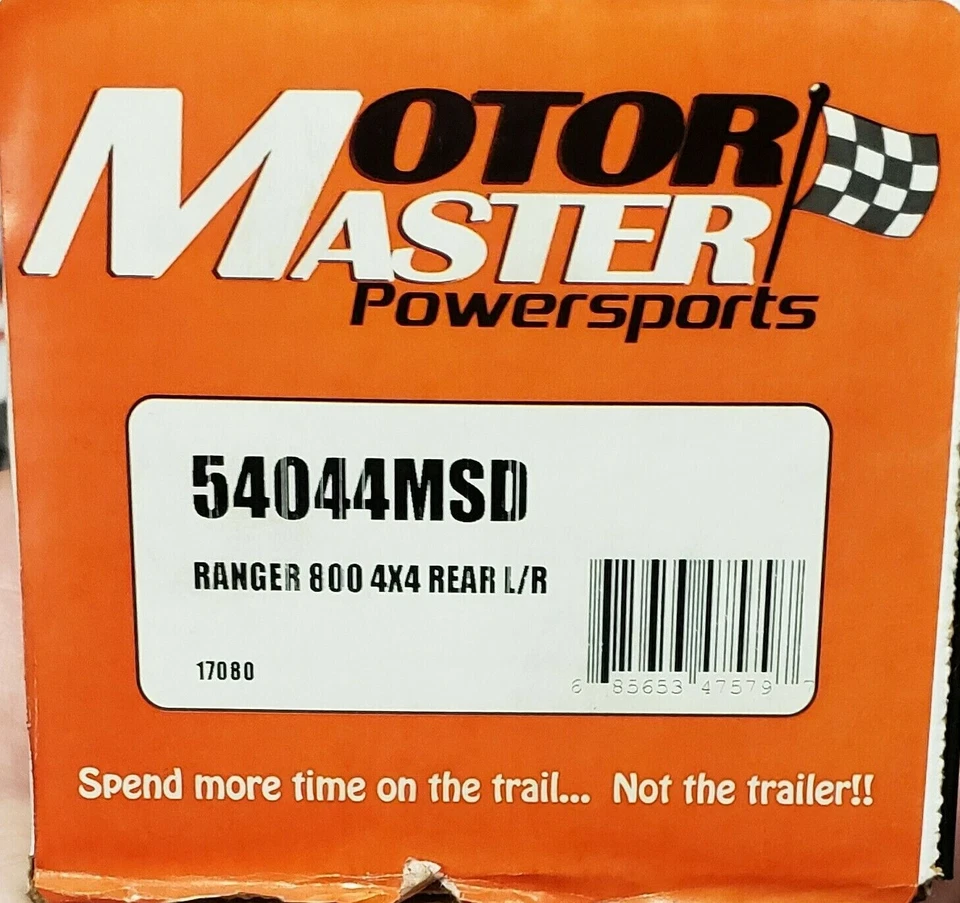 MOTOR
MASTER
Powersports
54044MSD
RANGER 800 4X4 REAR L/R
17080
6 85653 47579 7
Spend more time on the trail... Not the trailer!!